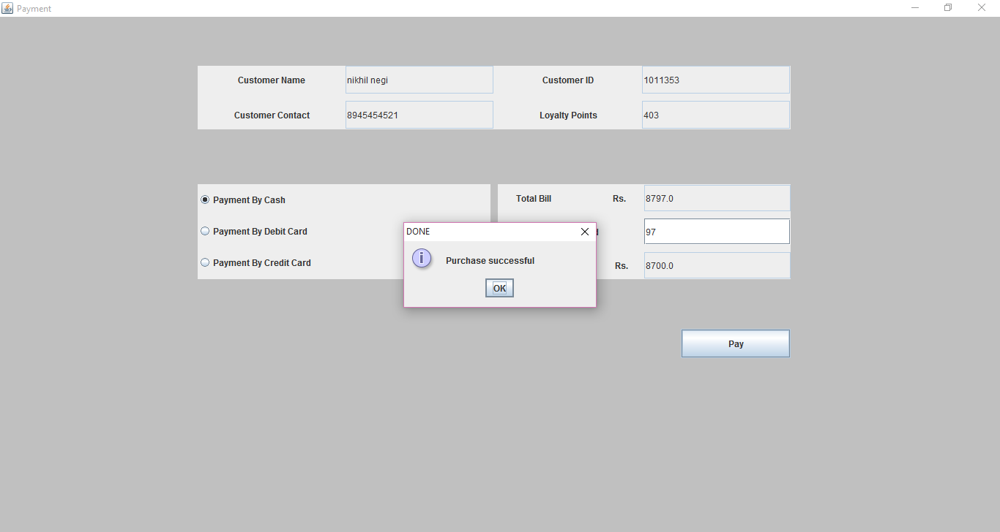 Payment
Customer Name nikhil negi Customer ID 1011353
Customer Contact 8945454521 Loyalty Points 403
Payment By Cash
Payment By Debit Card
Payment By Credit Card
Total Bill Rs. 8797.0
97
Rs. 8700.0
DONE
Purchase successful
OK
Pay